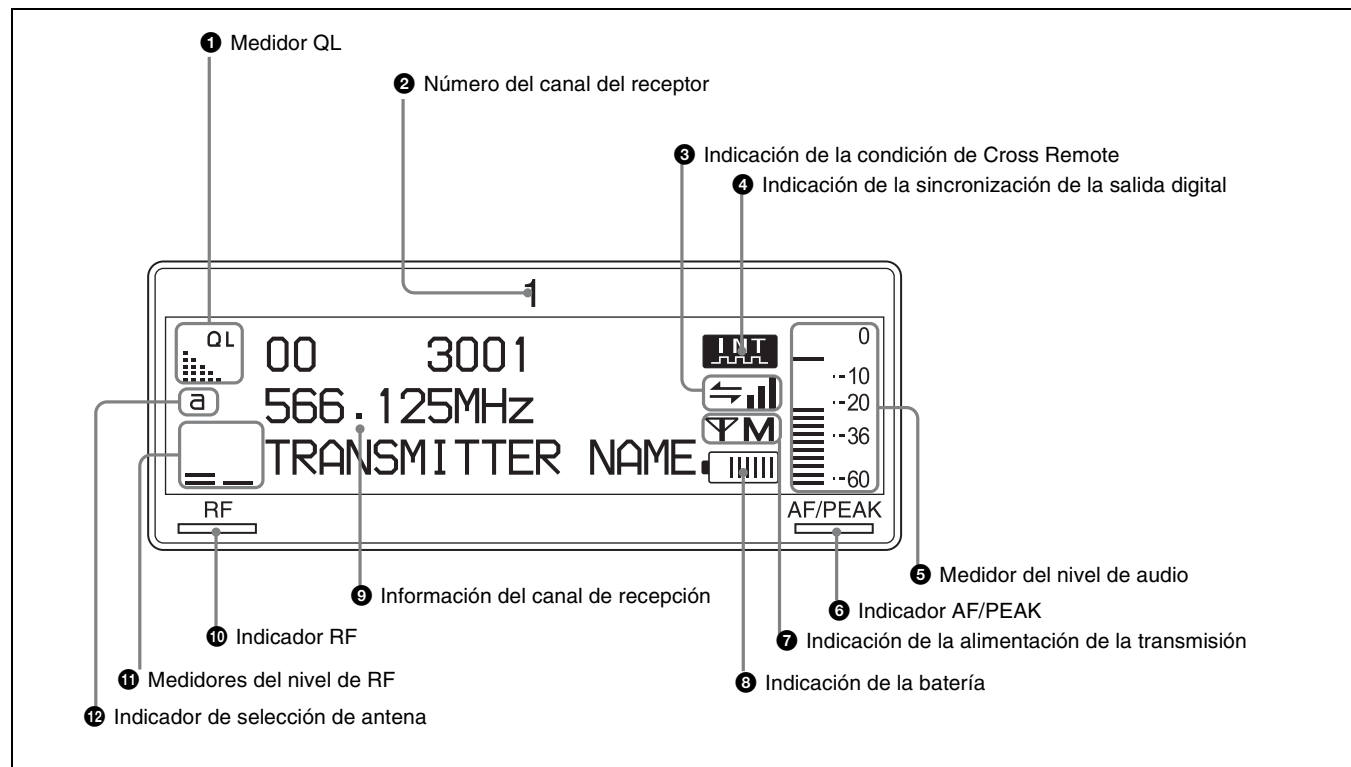 ❶ Medidor QL
❷ Número del canal del receptor
❸ Indicación de la condición de Cross Remote
❹ Indicación de la sincronización de la salida digital
1
QL
00 3001
INT
0
-10
a
566.125MHz
-20
M
-36
TRANSMITTER NAME
-60
RF
AF/PEAK
❺ Medidor del nivel de audio
❾ Información del canal de recepción
❻ Indicador AF/PEAK
❿ Indicador RF
❼ Indicación de la alimentación de la transmisión
⓫ Medidores del nivel de RF
❽ Indicación de la batería
⓬ Indicador de selección de antena